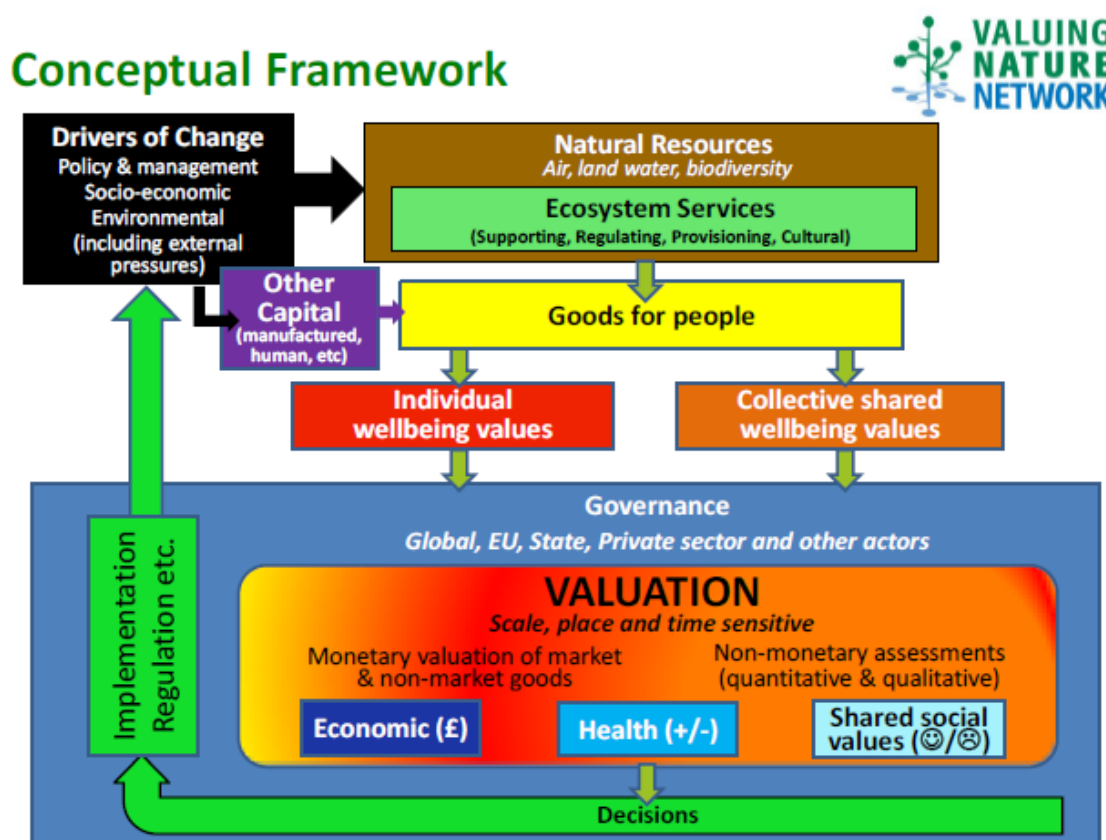 Conceptual Framework
VALUING
NATURE
NETWORK
Drivers of Change
Policy & management
Socio-economic
Environmental
(including external
pressures)
Natural Resources
Air, land water, biodiversity
Ecosystem Services
(Supporting, Regulating, Provisioning, Cultural)
Other
Capital
(manufactured,
human, etc)
Goods for people
Individual
wellbeing values
Collective shared
wellbeing values
Governance
Global, EU, State, Private sector and other actors
Implementation
Regulation etc.
VALUATION
Scale, place and time sensitive
Monetary valuation of market
& non-market goods
Non-monetary assessments
(quantitative & qualitative)
Economic (£)
Health (+/-)
Shared social
values (☺/☹)
Decisions